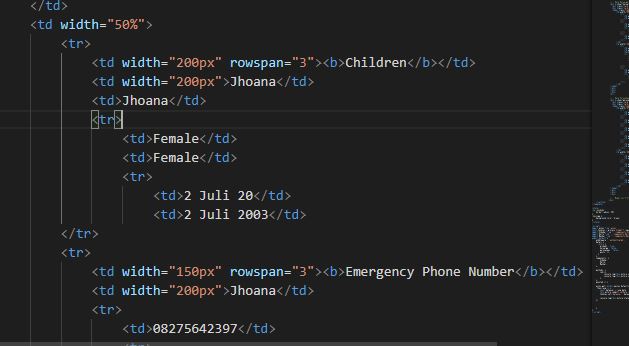 </td>
<td width="50%">
<tr>
<td width="200px" rowspan="3"><b>Children</b></td>
<td width="200px">Jhoana</td>
<td>Jhoana</td>
<tr>
<td>Female</td>
<td>Female</td>
<tr>
<td>2 Juli 20</td>
<td>2 Juli 2003</td>
</tr>
<tr>
<td width="150px" rowspan="3"><b>Emergency Phone Number</b></td>
<td width="200px">Jhoana</td>
<tr>
<td>08275642397</td>